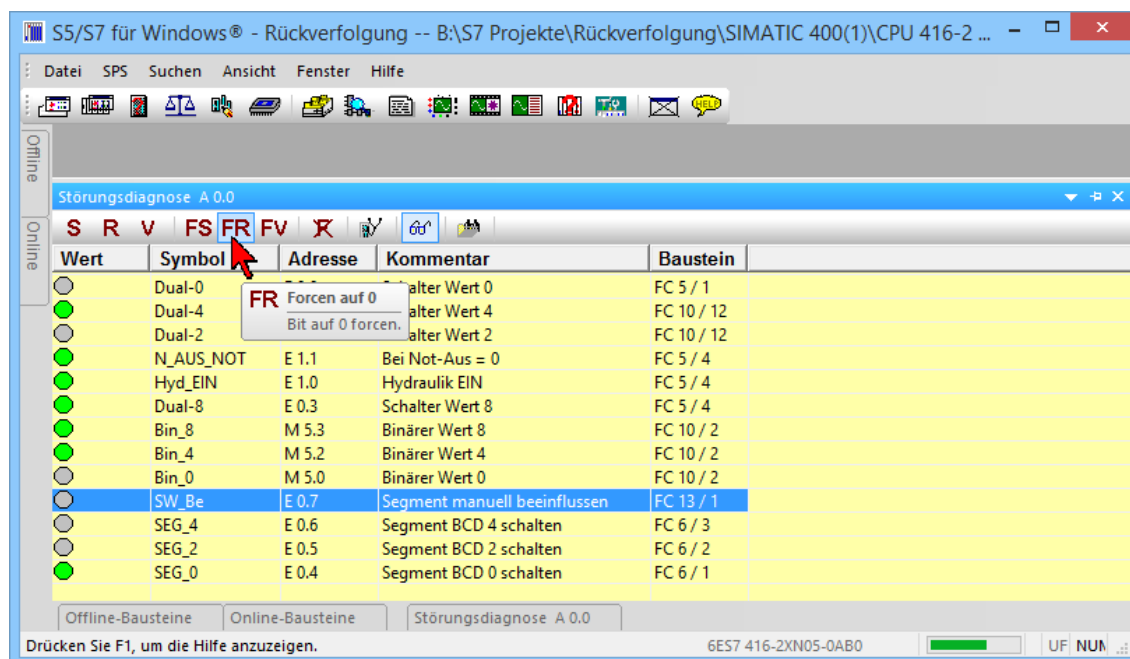 S5/S7 für Windows® - Rückverfolgung -- B:\S7 Projekte\Rückverfolgung\SIMATIC 400(1)\CPU 416-2 ...
Datei SPS Suchen Ansicht Fenster Hilfe
HELP
Offline
Online
Störungsdiagnose A 0.0
S R V FS FR FV R
Wert Symbol Adresse Kommentar Baustein
Dual-0 Schalter Wert 0 FC 5 / 1
Dual-4 alter Wert 4 FC 10 / 12
Dual-2 alter Wert 2 FC 10 / 12
FR Forcen auf 0
Bit auf 0 forcen.
N_AUS_NOT E 1.1 Bei Not-Aus = 0 FC 5 / 4
Hyd_EIN E 1.0 Hydraulik EIN FC 5 / 4
Dual-8 E 0.3 Schalter Wert 8 FC 5 / 4
Bin_8 M 5.3 Binärer Wert 8 FC 10 / 2
Bin_4 M 5.2 Binärer Wert 4 FC 10 / 2
Bin_0 M 5.0 Binärer Wert 0 FC 10 / 2
SW_Be E 0.7 Segment manuell beeinflussen FC 13 / 1
SEG_4 E 0.6 Segment BCD 4 schalten FC 6 / 3
SEG_2 E 0.5 Segment BCD 2 schalten FC 6 / 2
SEG_0 E 0.4 Segment BCD 0 schalten FC 6 / 1
Offline-Bausteine Online-Bausteine Störungsdiagnose A 0.0
Drücken Sie F1, um die Hilfe anzuzeigen. 6ES7 416-2XN05-0AB0 UF NUM